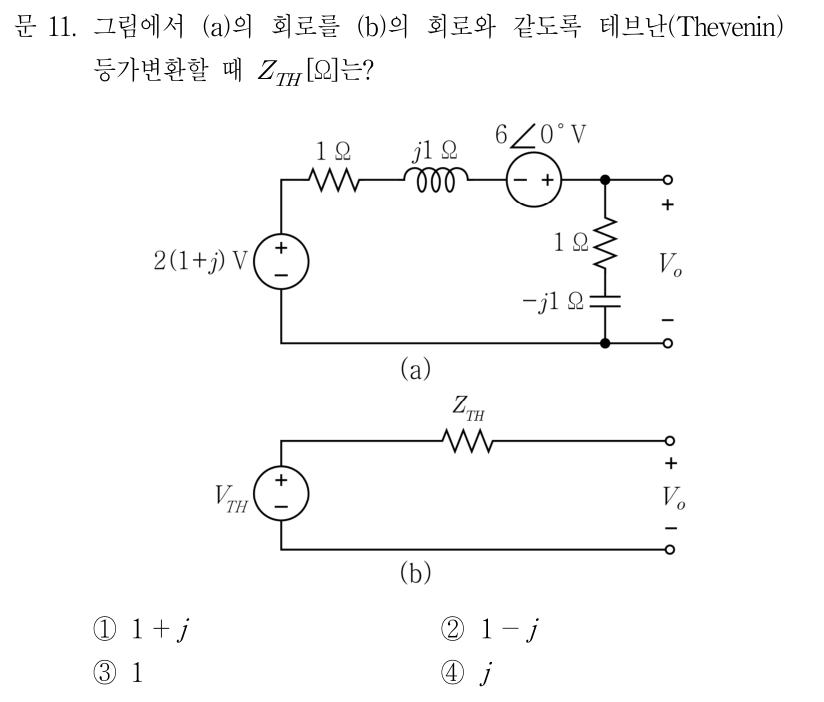 문 11. 그림에서 (a)의 회로를 (b)의 회로와 같도록 테브난(Thevenin)
등가변환할 때 Z_TH[Ω]는?
6∠0°V
1 Ω
j1 Ω
− +
+
2(1+j) V
+
−
1 Ω
V_o
−j1 Ω
−
(a)
Z_TH
+
V_TH
+
−
V_o
−
(b)
① 1 + j
② 1 − j
③ 1
④ j